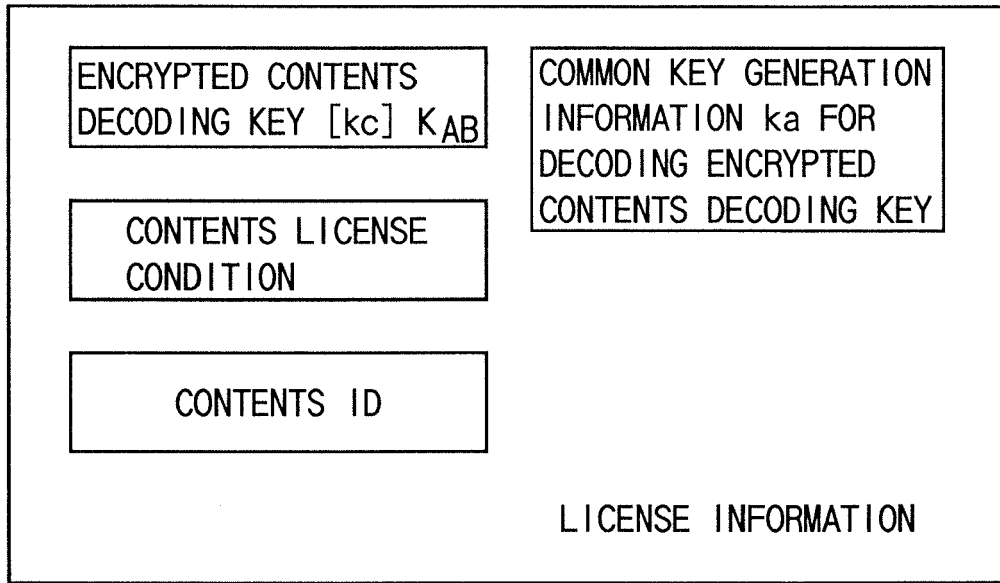 ENCRYPTED CONTENTS
DECODING KEY [kc] KAB
CONTENTS LICENSE
CONDITION
CONTENTS ID
COMMON KEY GENERATION
INFORMATION ka FOR
DECODING ENCRYPTED
CONTENTS DECODING KEY
LICENSE INFORMATION